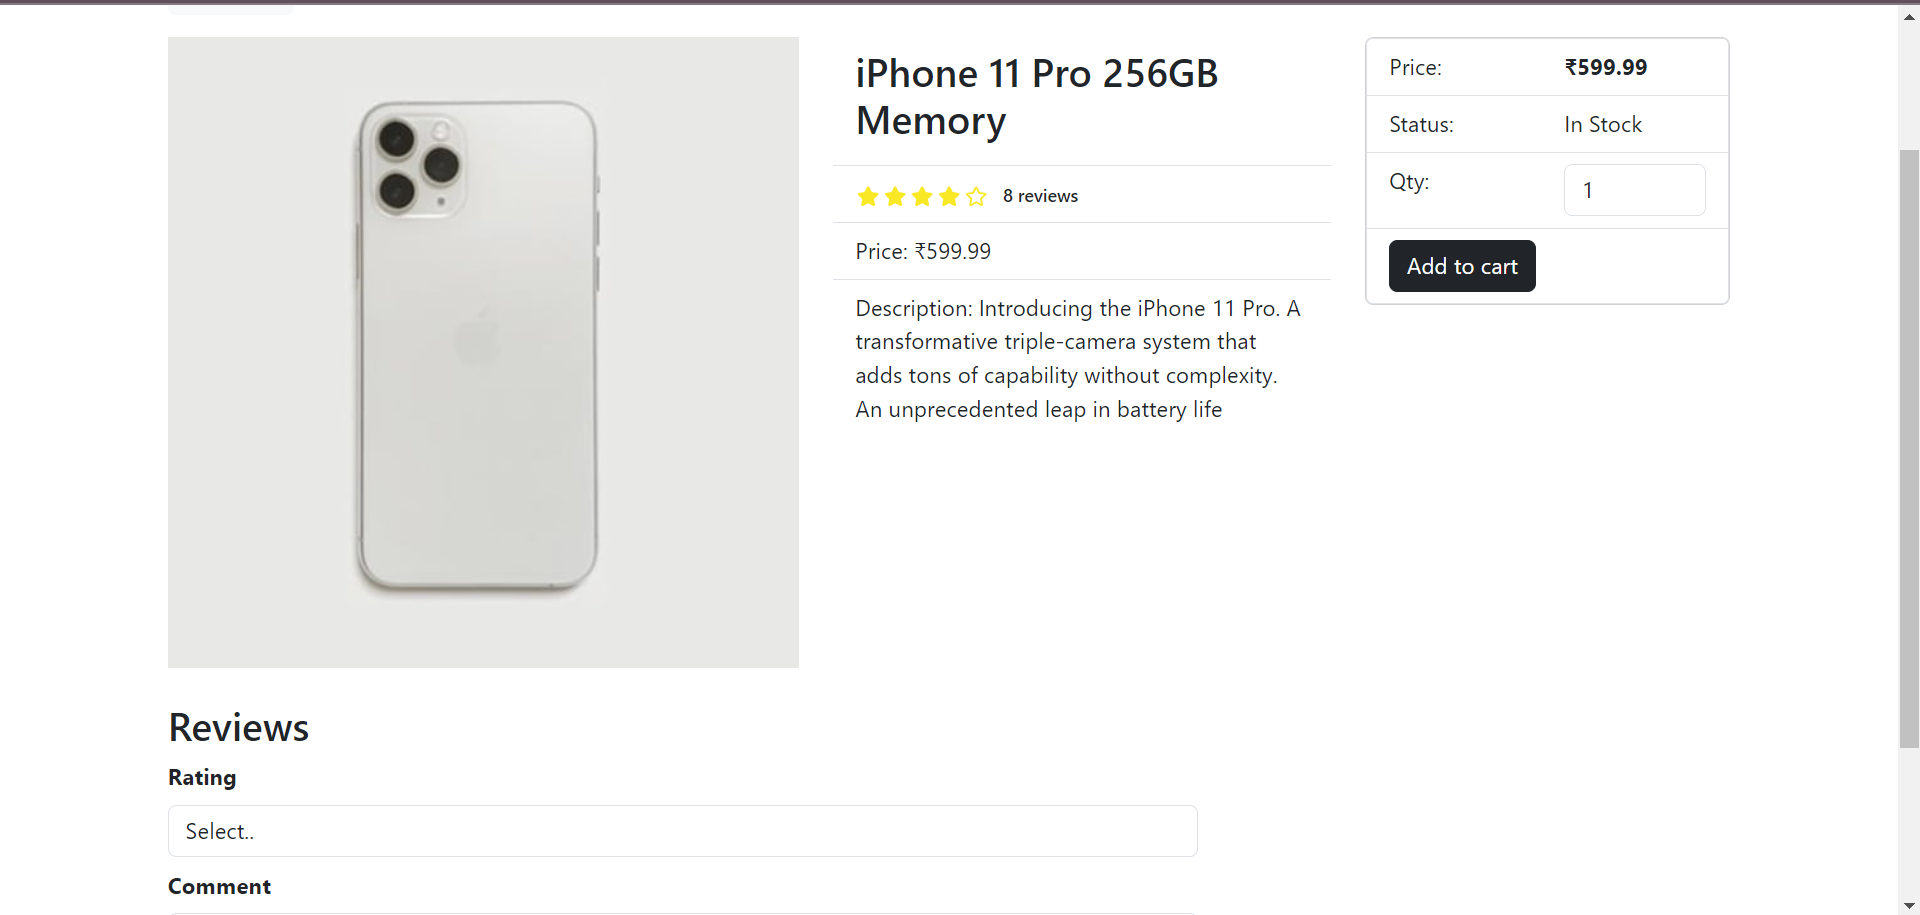 iPhone 11 Pro 256GB
Memory
8 reviews
Price: ₹599.99
Description: Introducing the iPhone 11 Pro. A
transformative triple-camera system that
adds tons of capability without complexity.
An unprecedented leap in battery life
Price: ₹599.99
Status: In Stock
Qty: 1
Add to cart
Reviews
Rating
Select..
Comment